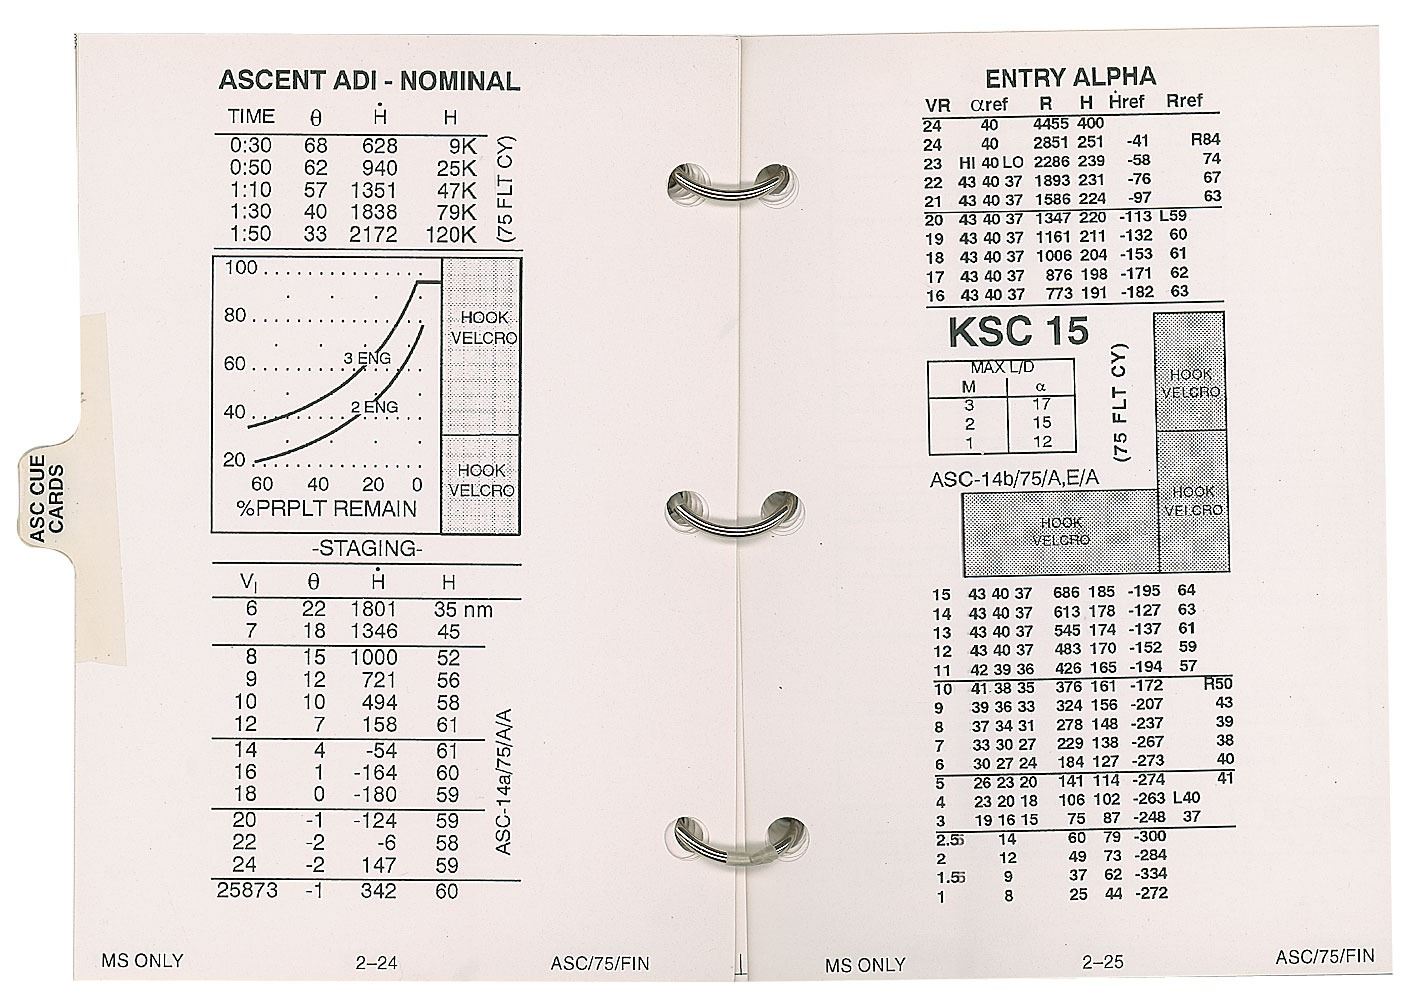 ASC CUE
CARDS
ASCENT ADI - NOMINAL
TIME θ Ḣ H
0:30 68 628 9K
0:50 62 940 25K
1:10 57 1351 47K
1:30 40 1838 79K
1:50 33 2172 120K
(75 FLT CY)
100
80
60
40
20
3 ENG
2 ENG
60 40 20 0
%PRPLT REMAIN
HOOK
VELCRO
HOOK
VELCRO
-STAGING-
VI θ Ḣ H
6 22 1801 35 nm
7 18 1346 45
8 15 1000 52
9 12 721 56
10 10 494 58
12 7 158 61
14 4 -54 61
16 1 -164 60
18 0 -180 59
20 -1 -124 59
22 -2 -6 58
24 -2 147 59
25873 -1 342 60
ASC-14a/75/A/A
MS ONLY 2–24 ASC/75/FIN
ENTRY ALPHA
VR αref R H Ḣref Rref
24 40 4455 400
24 40 2851 251 -41 R84
23 HI 40 LO 2286 239 -58 74
22 43 40 37 1893 231 -76 67
21 43 40 37 1586 224 -97 63
20 43 40 37 1347 220 -113 L59
19 43 40 37 1161 211 -132 60
18 43 40 37 1006 204 -153 61
17 43 40 37 876 198 -171 62
16 43 40 37 773 191 -182 63
KSC 15
MAX L/D
M α
3 17
2 15
1 12
(75 FLT CY)
HOOK
VELCRO
ASC-14b/75/A,E/A
HOOK
VELCRO
HOOK
VELCRO
15 43 40 37 686 185 -195 64
14 43 40 37 613 178 -127 63
13 43 40 37 545 174 -137 61
12 43 40 37 483 170 -152 59
11 42 39 36 426 165 -194 57
10 41 38 35 376 161 -172 R50
9 39 36 33 324 156 -207 43
8 37 34 31 278 148 -237 39
7 33 30 27 229 138 -267 38
6 30 27 24 184 127 -273 40
5 26 23 20 141 114 -274 41
4 23 20 18 106 102 -263 L40
3 19 16 15 75 87 -248 37
2.5 14 60 79 -300
2 12 49 73 -284
1.5 9 37 62 -334
1 8 25 44 -272
MS ONLY 2–25 ASC/75/FIN